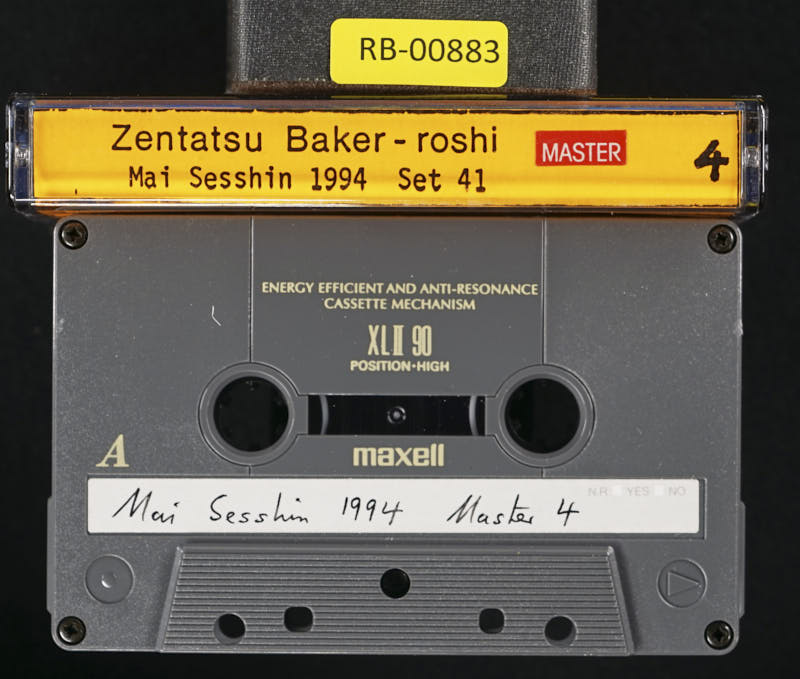 RB-00883
Zentatsu Baker-roshi MASTER 4
Mai Sesshin 1994 Set 41
ENERGY EFFICIENT AND ANTI-RESONANCE
CASSETTE MECHANISM
XLII 90
POSITION·HIGH
A
maxell
N.R YES NO
Mai Sesshin 1994 Master 4